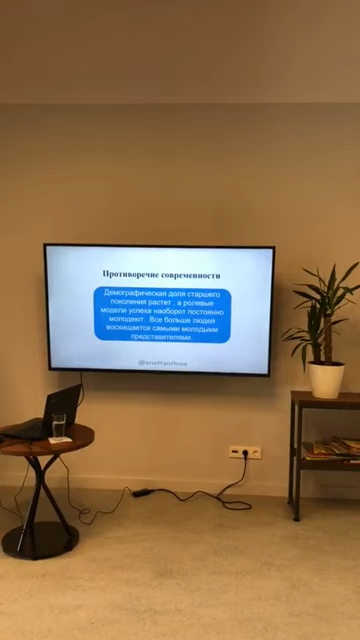 Противоречие современности
Демографическая доля старшего
поколения растет , а ролевые
модели успеха наоборот постоянно
молодеют. Все больше людей
восхищается самыми молодыми
представителями.
@anettaorlova